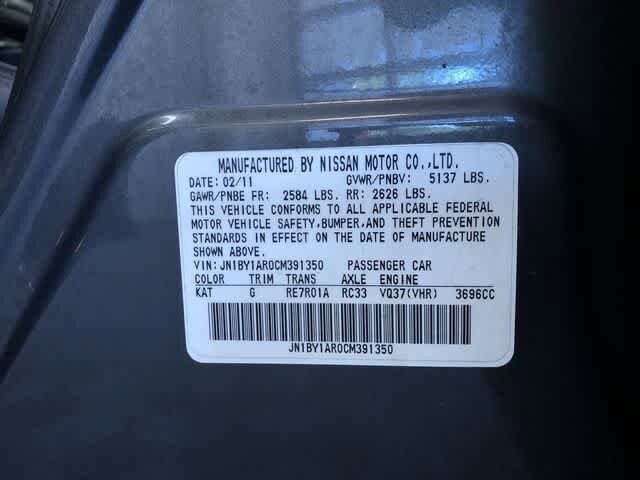 MANUFACTURED BY NISSAN MOTOR CO.,LTD.
DATE: 02/11 GVWR/PNBV: 5137 LBS.
GAWR/PNBE FR: 2584 LBS. RR: 2626 LBS.
THIS VEHICLE CONFORMS TO ALL APPLICABLE FEDERAL
MOTOR VEHICLE SAFETY,BUMPER,AND THEFT PREVENTION
STANDARDS IN EFFECT ON THE DATE OF MANUFACTURE
SHOWN ABOVE.
VIN: JN1BY1AR0CM391350 PASSENGER CAR
COLOR TRIM TRANS AXLE ENGINE
KAT G RE7R01A RC33 VQ37(VHR) 3696CC
JN1BY1AR0CM391350